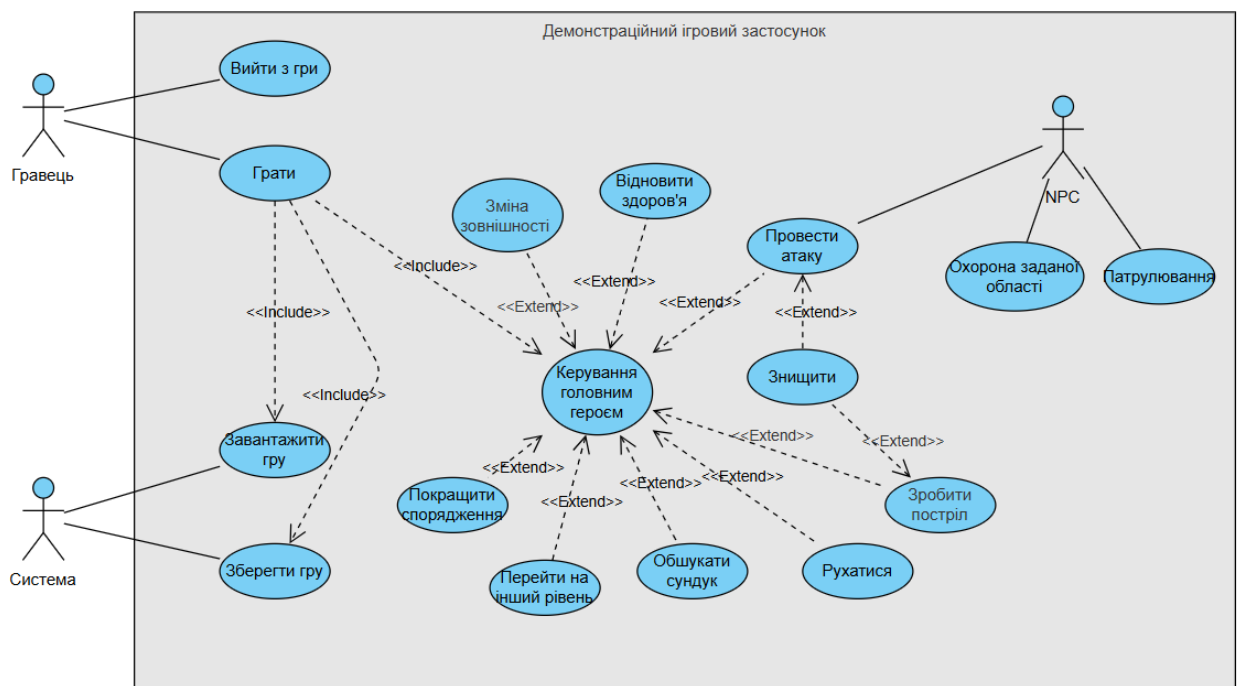 Демонстраційний ігровий застосунок
Вийти з гри
Гравець
Грати
Зміна
зовнішності
Відновити
здоров'я
Провести
атаку
NPC
Охорона заданої
області
Патрулювання
<<Include>>
<<Extend>>
<<Extend>>
<<Extend>>
<<Include>>
<<Extend>>
Керування
головним
героєм
Знищити
<<Include>>
<<Extend>>
<<Extend>>
Завантажити
гру
<<Extend>>
<<Extend>>
<<Extend>>
<<Extend>>
Покращити
спорядження
Зробити
постріл
Система
Зберегти гру
Перейти на
інший рівень
Обшукати
сундук
Рухатися